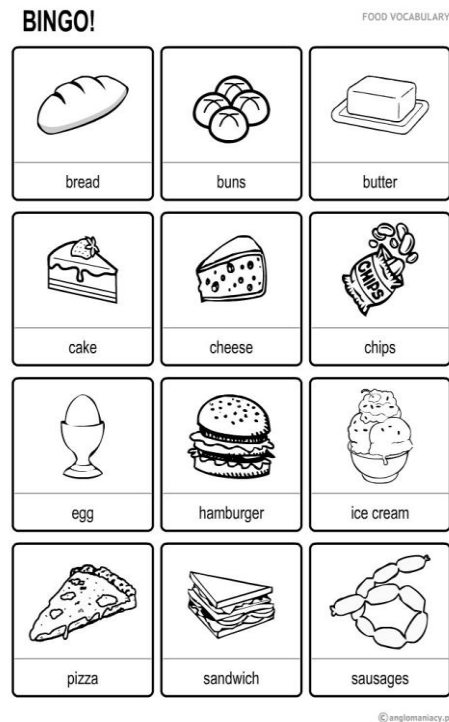 BINGO!
FOOD VOCABULARY
bread
buns
butter
cake
cheese
CHIPS
chips
egg
hamburger
ice cream
pizza
sandwich
sausages
©anglomaniacy.p